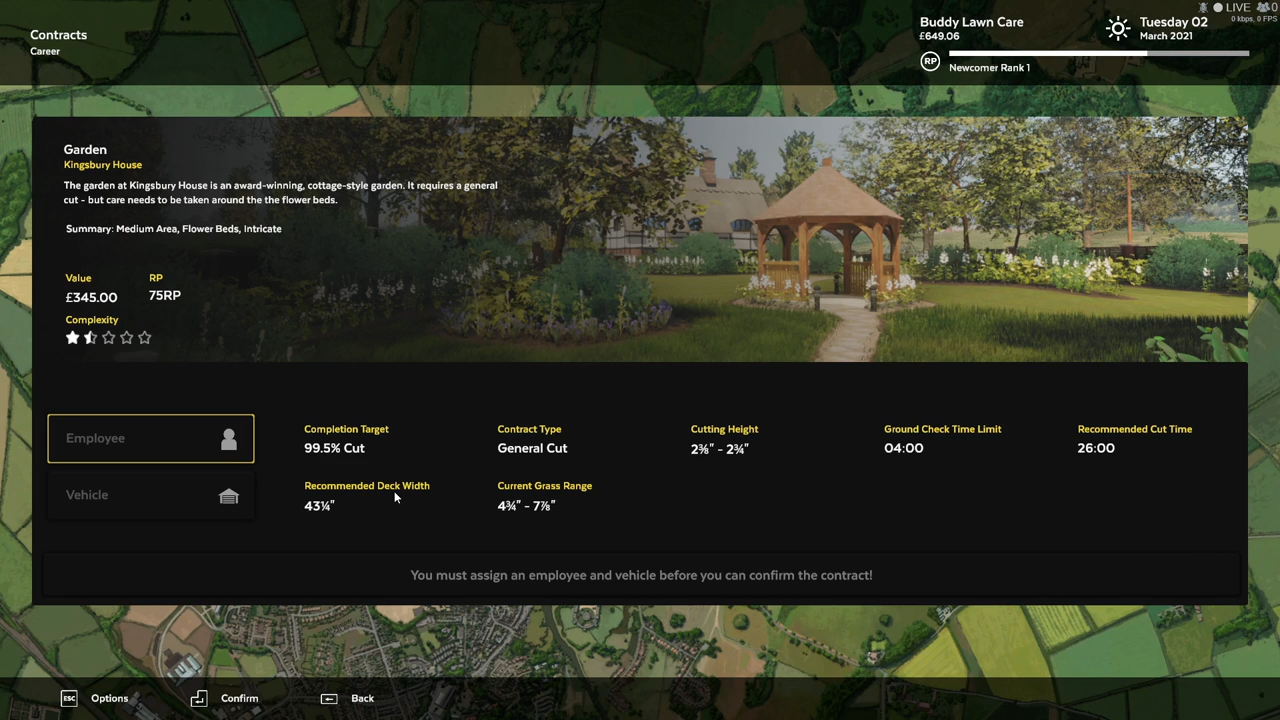 Contracts
Career
LIVE 0
0 kbps, 0 FPS
Buddy Lawn Care
£649.06
Tuesday 02
March 2021
RP
Newcomer Rank 1
Garden
Kingsbury House
The garden at Kingsbury House is an award-winning, cottage-style garden. It requires a general
cut - but care needs to be taken around the the flower beds.
Summary: Medium Area, Flower Beds, Intricate
Value RP
£345.00 75RP
Complexity
Employee
Vehicle
Completion Target
99.5% Cut
Contract Type
General Cut
Cutting Height
2⅜" - 2¾"
Ground Check Time Limit
04:00
Recommended Cut Time
26:00
Recommended Deck Width
43¼"
Current Grass Range
4¾" - 7⅞"
You must assign an employee and vehicle before you can confirm the contract!
ESC Options Confirm Back